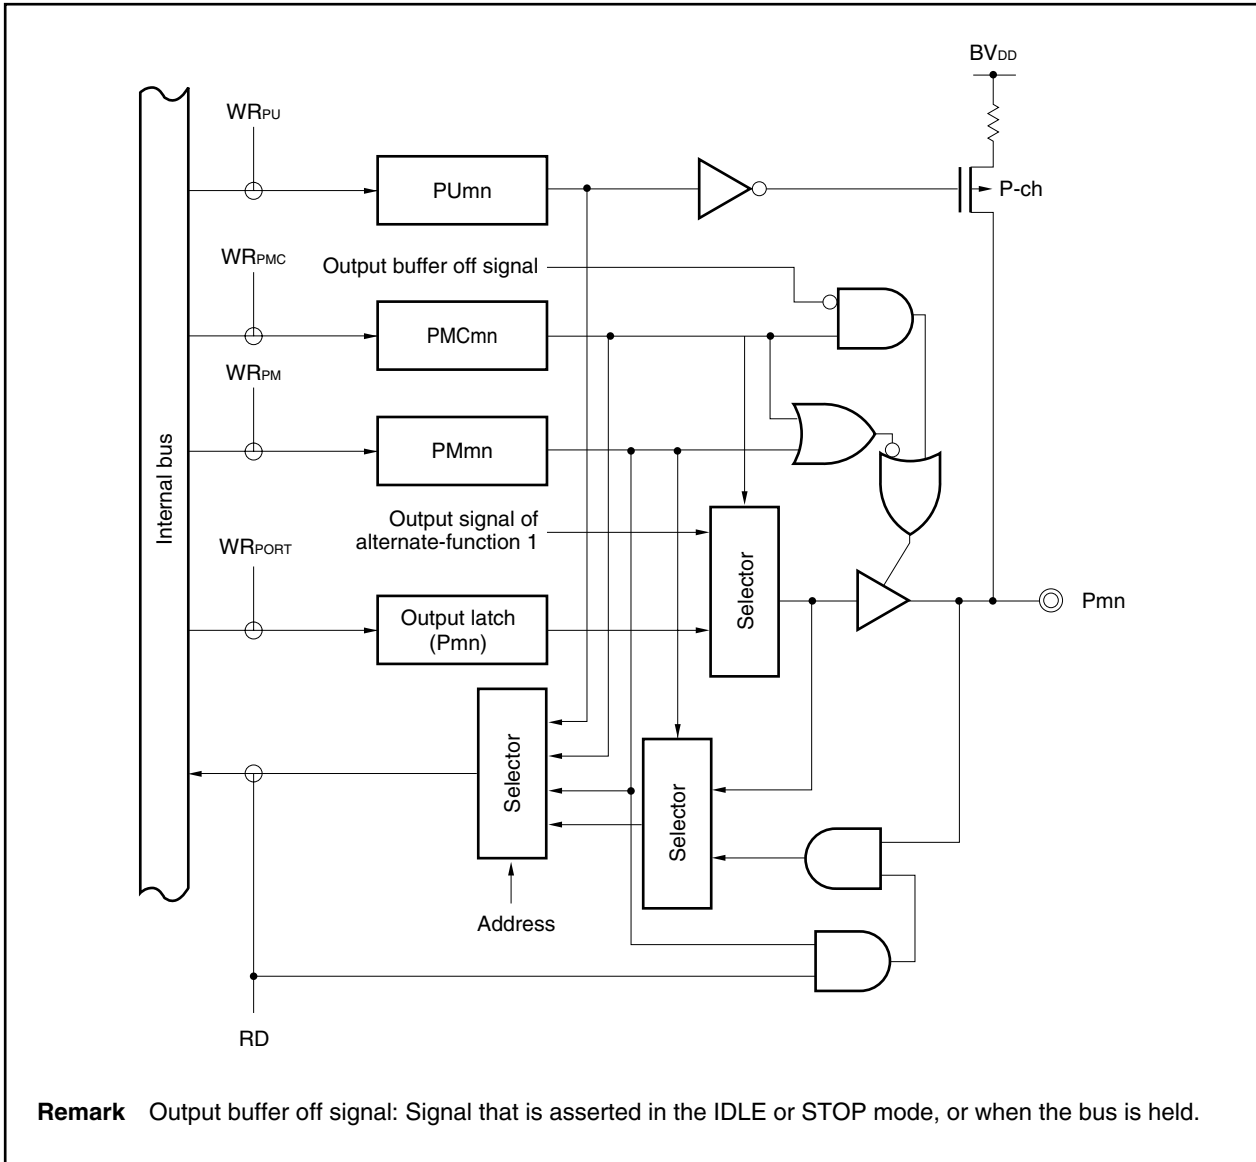 BVDD
WRPU
PUmn
P-ch
WRPMC
Output buffer off signal
PMCmn
WRPM
PMmn
Internal bus
Output signal of
alternate-function 1
Selector
WRPORT
Output latch
(Pmn)
Pmn
Selector
Selector
Address
RD
Remark Output buffer off signal: Signal that is asserted in the IDLE or STOP mode, or when the bus is held.